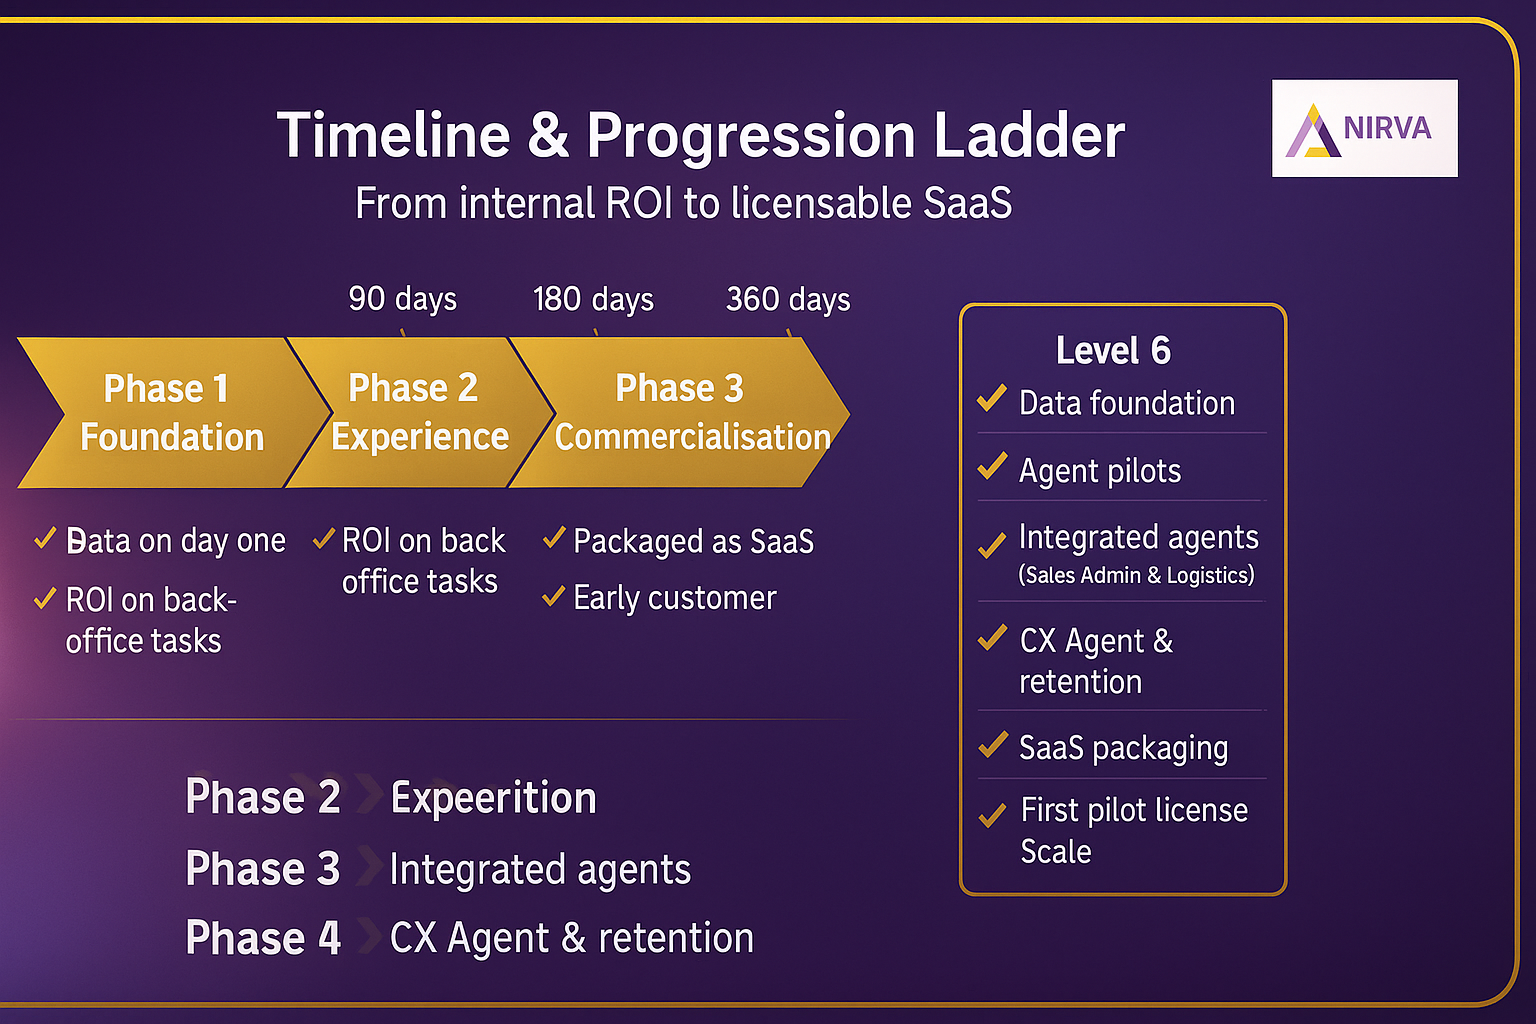 Timeline & Progression Ladder
From internal ROI to licensable SaaS
NIRVA
90 days
180 days
360 days
Phase 1
Foundation
Phase 2
Experience
Phase 3
Commercialisation
Data on day one
ROI on back-
office tasks
ROI on back
office tasks
Packaged as SaaS
Early customer
Phase 2 Expeerition
Phase 3 Integrated agents
Phase 4 CX Agent & retention
Level 6
Data foundation
Agent pilots
Integrated agents
(Sales Admin & Logistics)
CX Agent &
retention
SaaS packaging
First pilot license
Scale